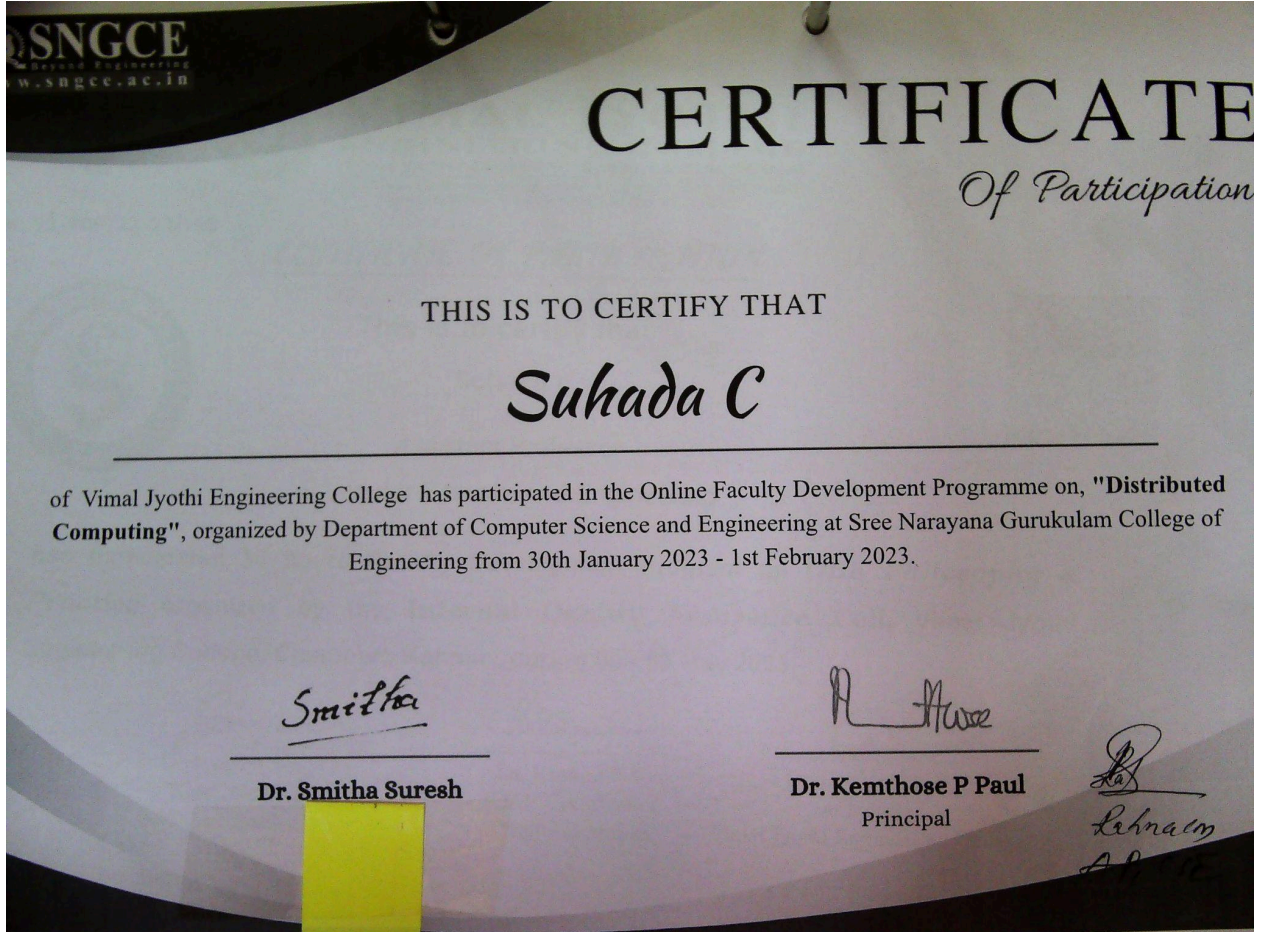 SNGCE
Beyond Engineering
w.sngce.ac.in
CERTIFICATE
Of Participation
THIS IS TO CERTIFY THAT
Suhada C
of Vimal Jyothi Engineering College has participated in the Online Faculty Development Programme on, "Distributed
Computing", organized by Department of Computer Science and Engineering at Sree Narayana Gurukulam College of
Engineering from 30th January 2023 - 1st February 2023.
Smitha
Dr. Smitha Suresh
Dr. Kemthose P Paul
Principal